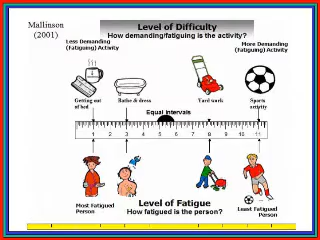 Mallinson
(2001)
Level of Difficulty
How demanding/fatiguing is the activity?
Less Demanding
(Fatiguing) Activity
More Demanding
(Fatiguing) Activity
Getting out
of bed
Bathe & dress
Yard work
Sports
activity
Equal intervals
1 2 3 4 5 6 7 8 9 10 11
Level of Fatigue
How fatigued is the person?
Most Fatigued
Person
Least Fatigued
Person